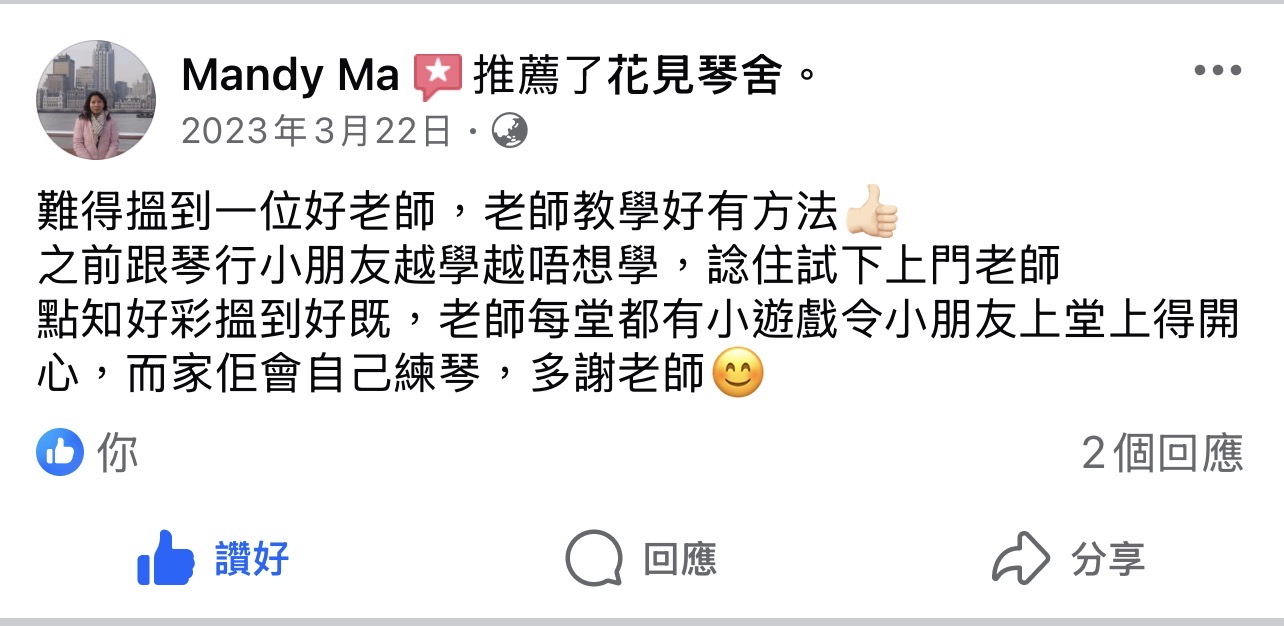 Mandy Ma 推薦了花見琴舍。
2023年3月22日 ·
難得搵到一位好老師，老師教學好有方法👍🏻
之前跟琴行小朋友越學越唔想學，諗住試下上門老師
點知好彩搵到好既，老師每堂都有小遊戲令小朋友上堂上得開
心，而家佢會自己練琴，多謝老師😊
你
2個回應
讚好
回應
分享